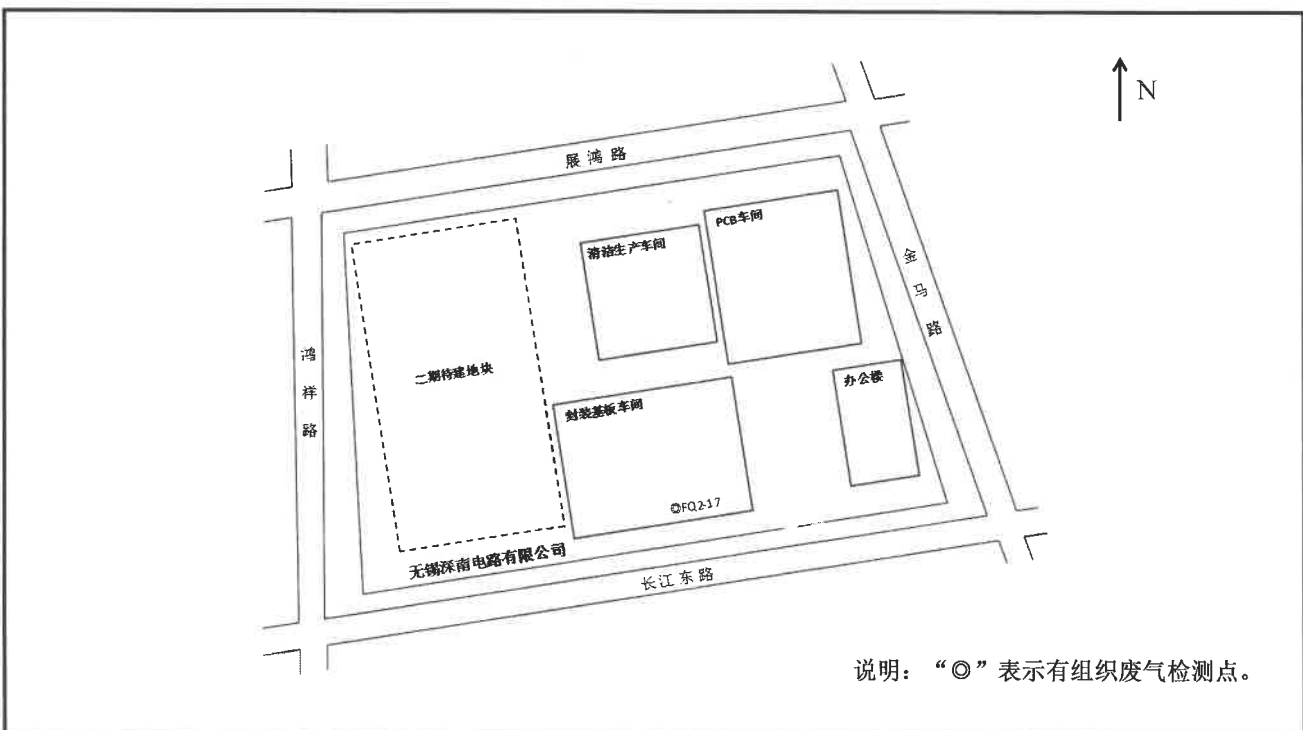 N
展鸿路
PCB车间
清洁生产车间
金马路
鸿祥路
二期待建地块
办公楼
封装基板车间
◎FQ2-17
无锡深南电路有限公司
长江东路
说明：“◎”表示有组织废气检测点。